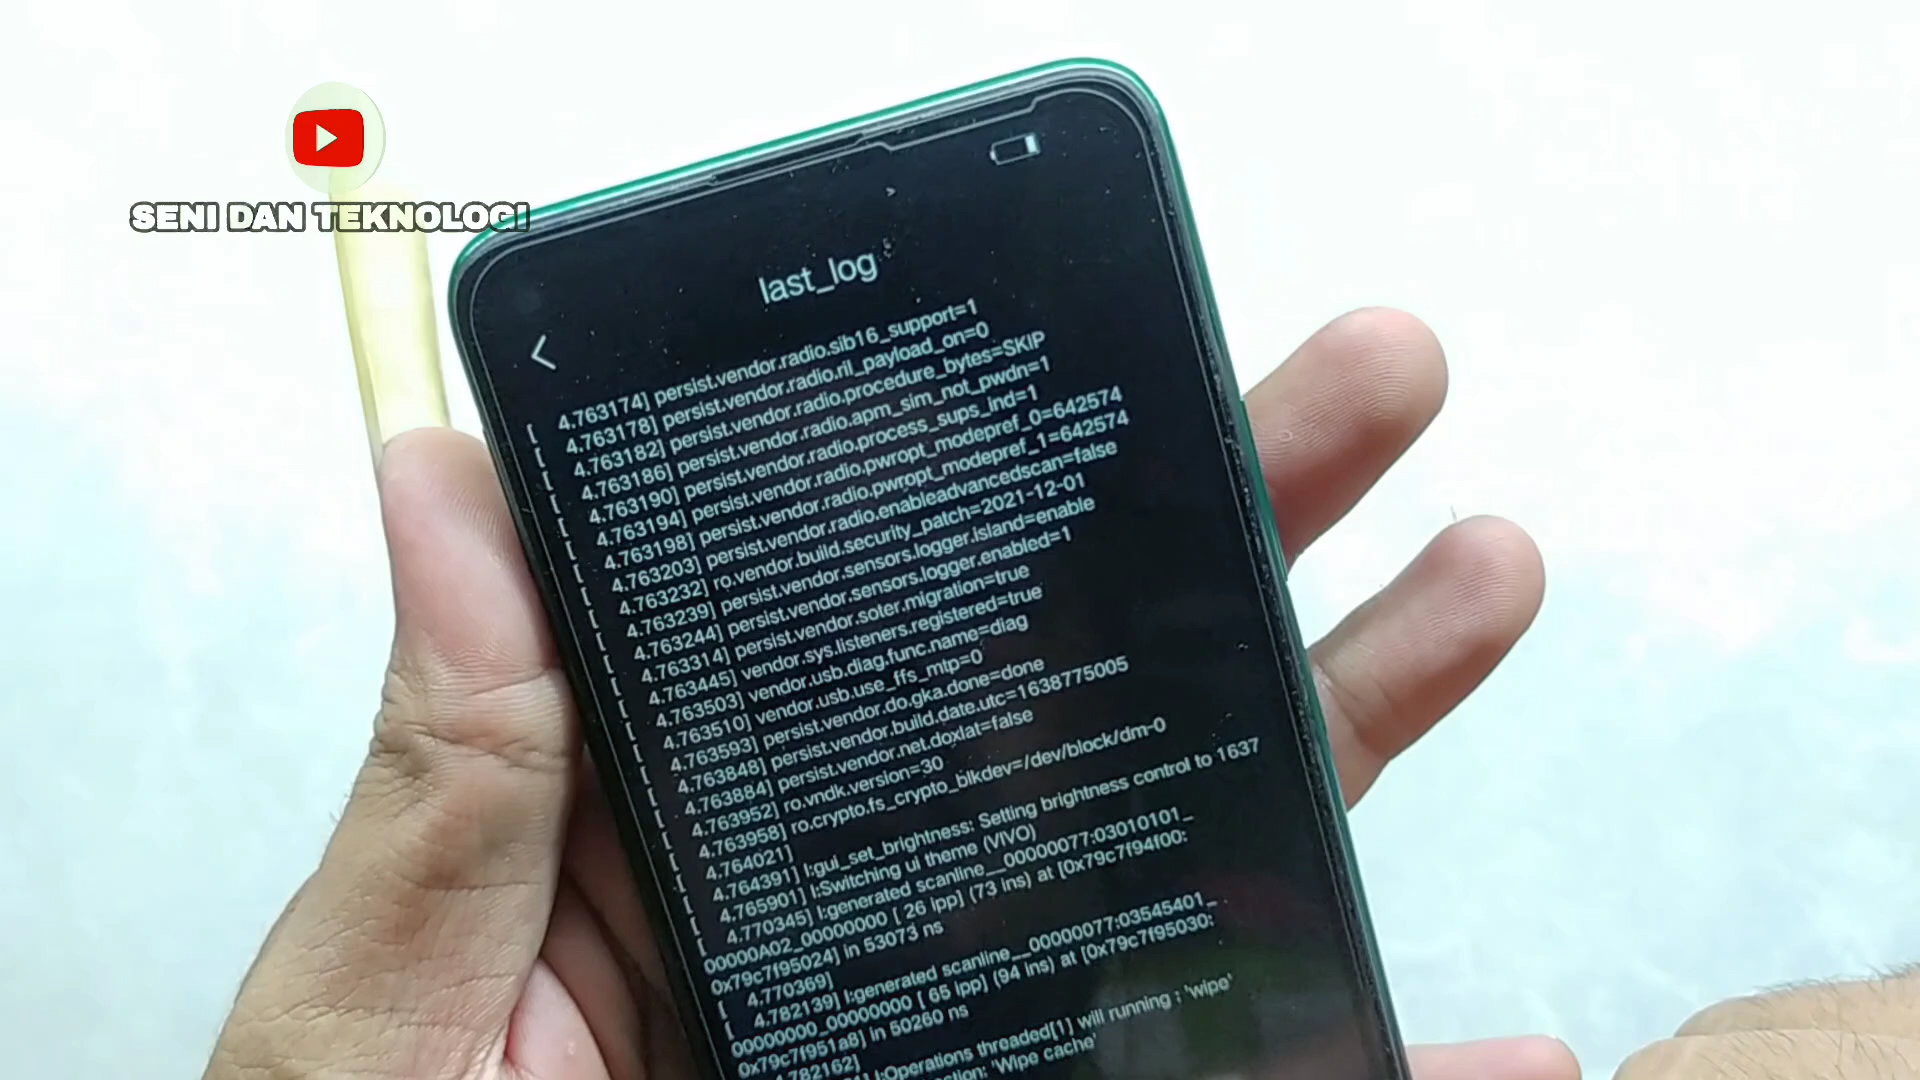 SENI DAN TEKNOLOGI
last_log
[ 4.763174] persist.vendor.radio.sib16_support=1
[ 4.763178] persist.vendor.radio.ril_payload_on=0
[ 4.763182] persist.vendor.radio.procedure_bytes=SKIP
[ 4.763186] persist.vendor.radio.apm_sim_not_pwdn=1
[ 4.763190] persist.vendor.radio.process_sups_ind=1
[ 4.763194] persist.vendor.radio.pwropt_modepref_0=642574
[ 4.763198] persist.vendor.radio.pwropt_modepref_1=642574
[ 4.763203] persist.vendor.radio.enableadvancedscan=false
[ 4.763232] ro.vendor.build.security_patch=2021-12-01
[ 4.763239] persist.vendor.sensors.logger.island=enable
[ 4.763244] persist.vendor.sensors.logger.enabled=1
[ 4.763314] persist.vendor.soter.migration=true
[ 4.763445] vendor.sys.listeners.registered=true
[ 4.763503] vendor.usb.diag.func.name=diag
[ 4.763510] vendor.usb.use_ffs_mtp=0
[ 4.763593] persist.vendor.do.gka.done=done
[ 4.763848] persist.vendor.build.date.utc=1638775005
[ 4.763884] persist.vendor.net.doxlat=false
[ 4.763952] ro.vndk.version=30
[ 4.763958] ro.crypto.fs_crypto_blkdev=/dev/block/dm-0
[ 4.764021]
[ 4.764391] I:gui_set_brightness: Setting brightness control to 1637
[ 4.765901] I:Switching ui theme (VIVO)
[ 4.770345] I:generated scanline__00000077:03010101_
00000A02_00000000 [ 26 ipp] (73 ins) at [0x79c7f94f00:
0x79c7f95024] in 53073 ns
[ 4.770369]
[ 4.782139] I:generated scanline__00000077:03545401_
00000000_00000000 [ 65 ipp] (94 ins) at [0x79c7f95030:
0x79c7f951a8] in 50260 ns
4.782162]
I:Operations threaded[1] will running : 'wipe'
'Wipe cache'